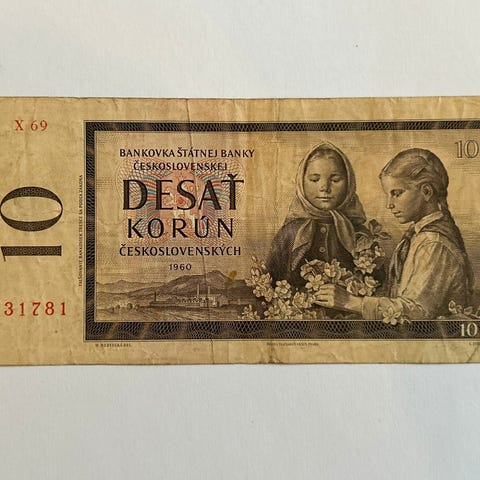 X 69
10
31781
BANKOVKA ŠTÁTNEJ BANKY
ČESKOSLOVENSKEJ
DESAŤ
KORÚN
ČESKOSLOVENSKÝCH
1960
10
10